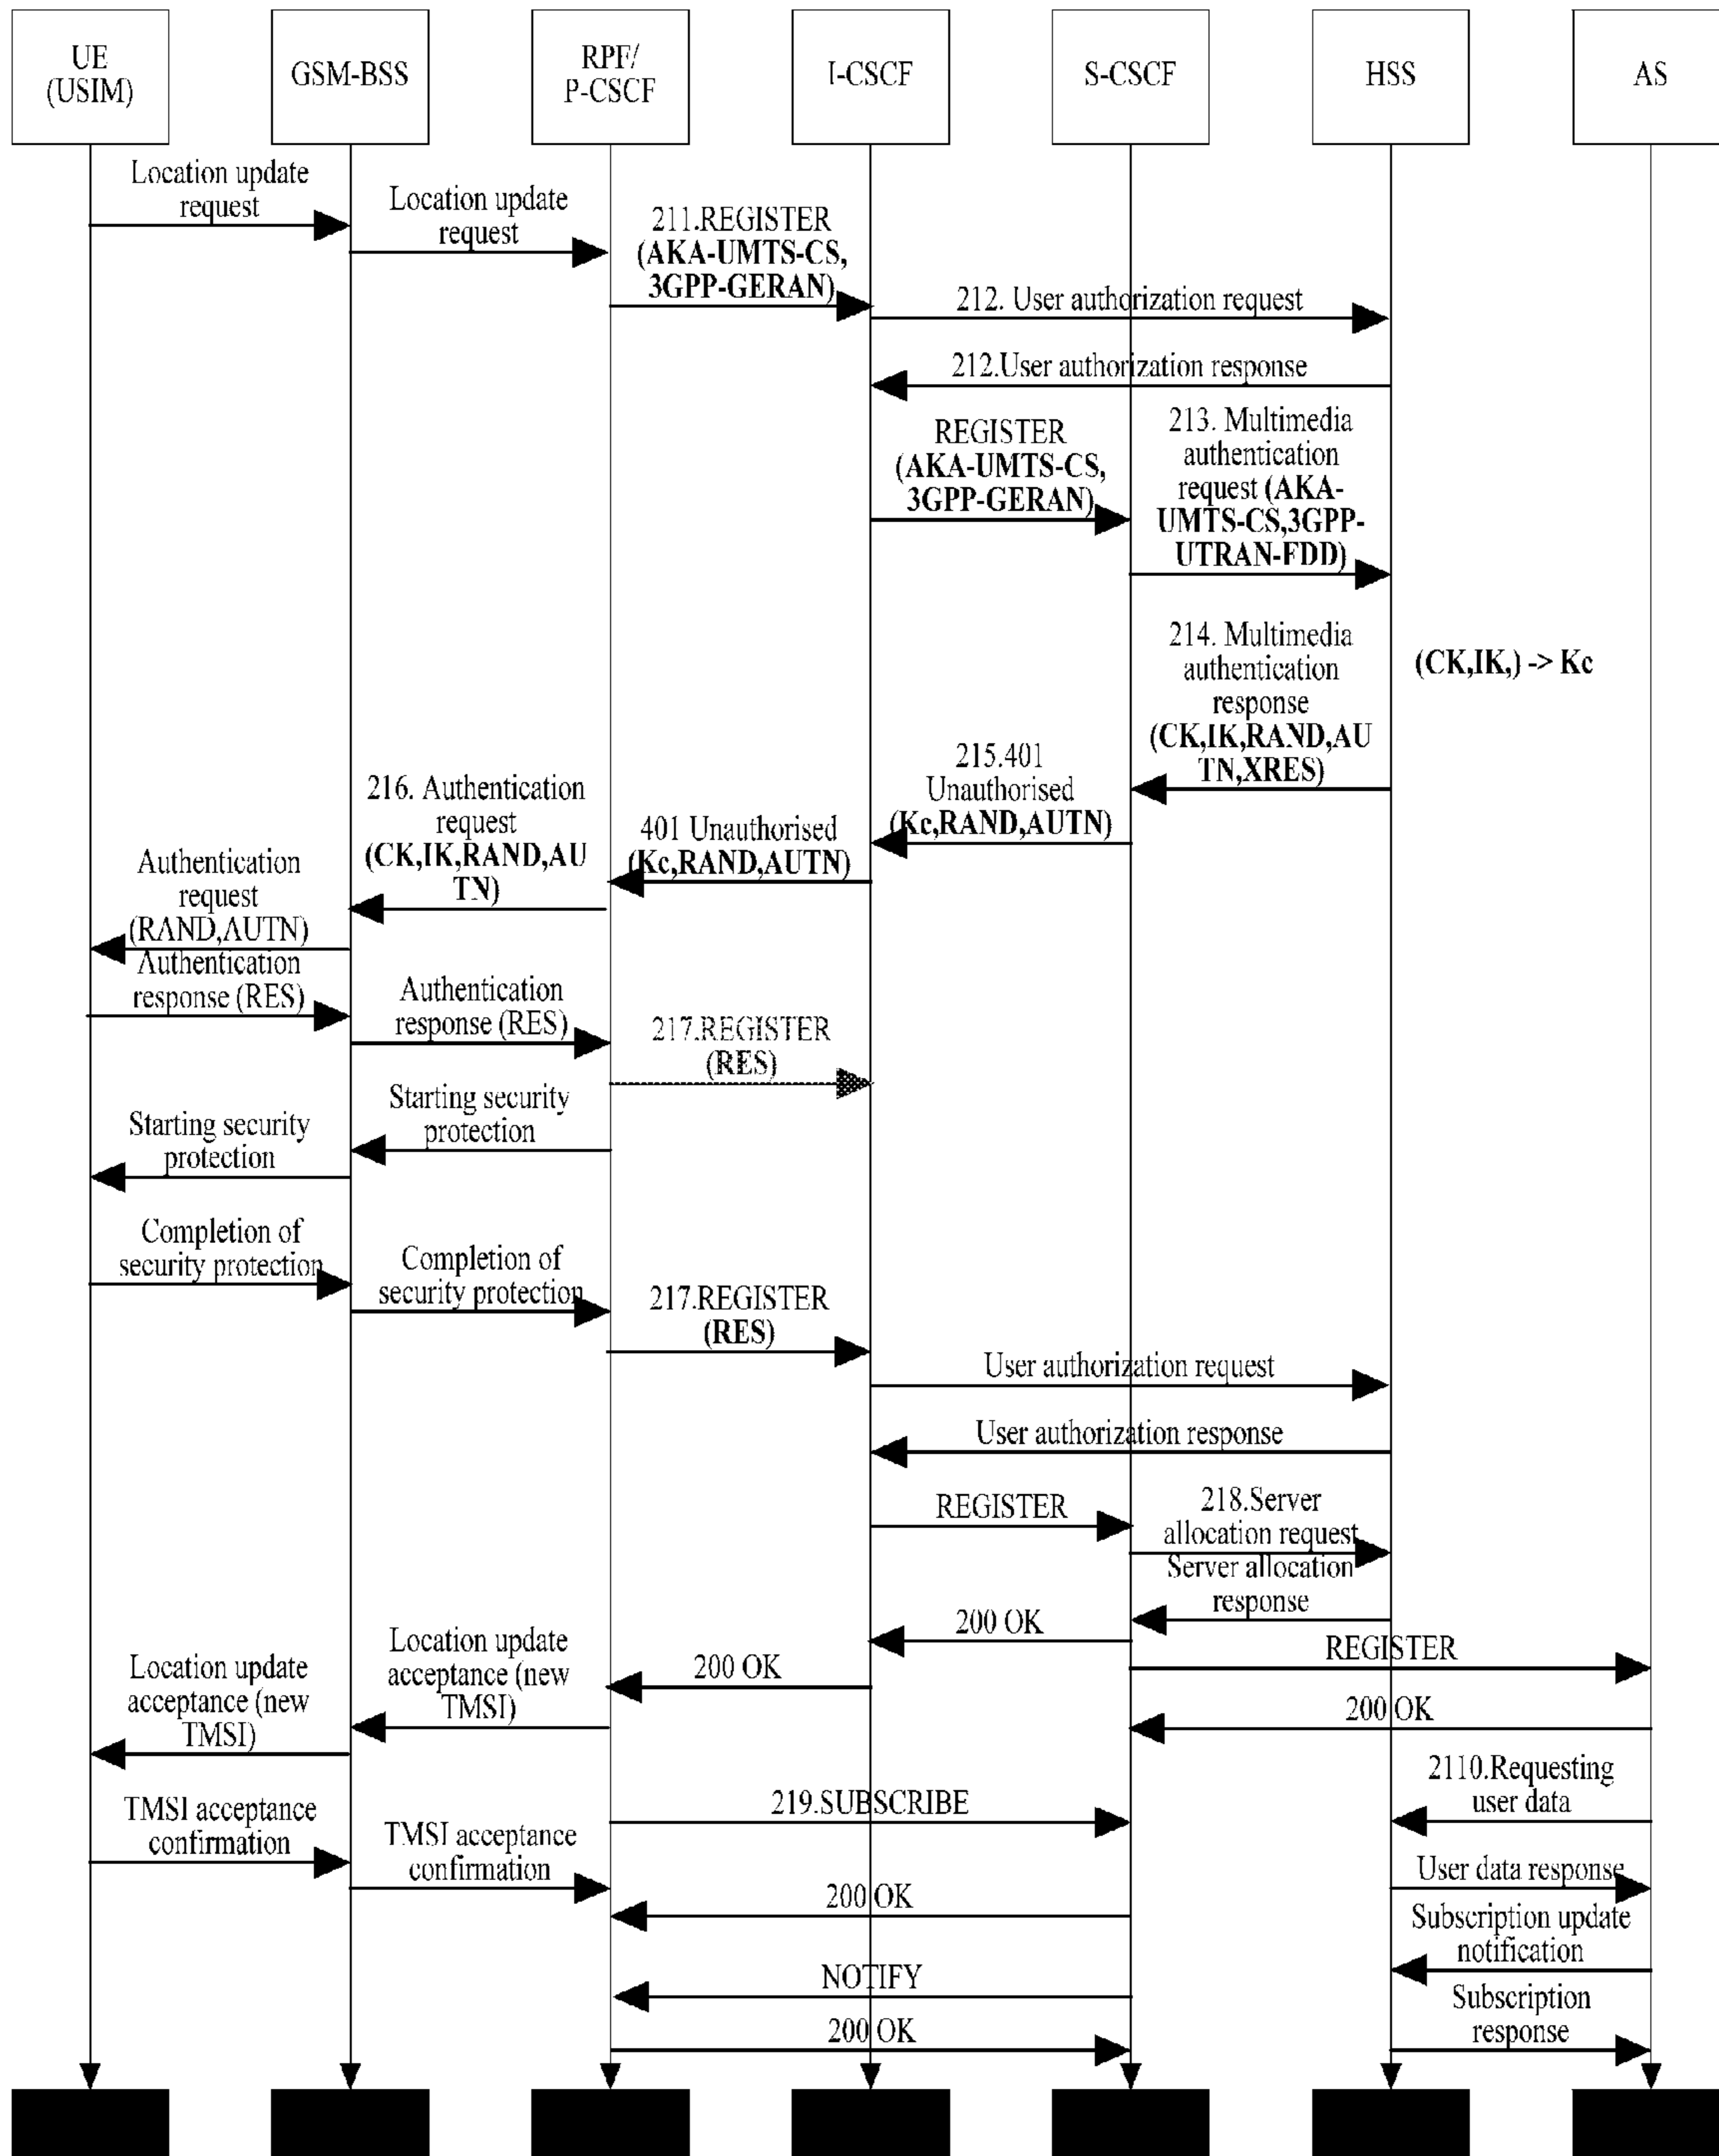 UE
(USIM)
GSM-BSS
RPF/
P-CSCF
I-CSCF
S-CSCF
HSS
AS
Location update
request
Location update
request
211.REGISTER
(AKA-UMTS-CS,
3GPP-GERAN)
212. User authorization request
212.User authorization response
REGISTER
(AKA-UMTS-CS,
3GPP-GERAN)
213. Multimedia
authentication
request (AKA-
UMTS-CS,3GPP-
UTRAN-FDD)
214. Multimedia
authentication
response
(CK,IK,RAND,AU
TN,XRES)
(CK,IK,) -> Kc
215.401
Unauthorised
(Kc,RAND,AUTN)
401 Unauthorised
(Kc,RAND,AUTN)
216. Authentication
request
(CK,IK,RAND,AU
TN)
Authentication
request
(RAND,AUTN)
Authentication
response (RES)
Authentication
response (RES)
217.REGISTER
(RES)
Starting security
protection
Starting security
protection
Completion of
security protection
Completion of
security protection
217.REGISTER
(RES)
User authorization request
User authorization response
REGISTER
218.Server
allocation request
Server allocation
response
200 OK
200 OK
REGISTER
Location update
acceptance (new
TMSI)
Location update
acceptance (new
TMSI)
200 OK
2110.Requesting
user data
219.SUBSCRIBE
TMSI acceptance
confirmation
TMSI acceptance
confirmation
User data response
200 OK
Subscription update
notification
NOTIFY
Subscription
response
200 OK